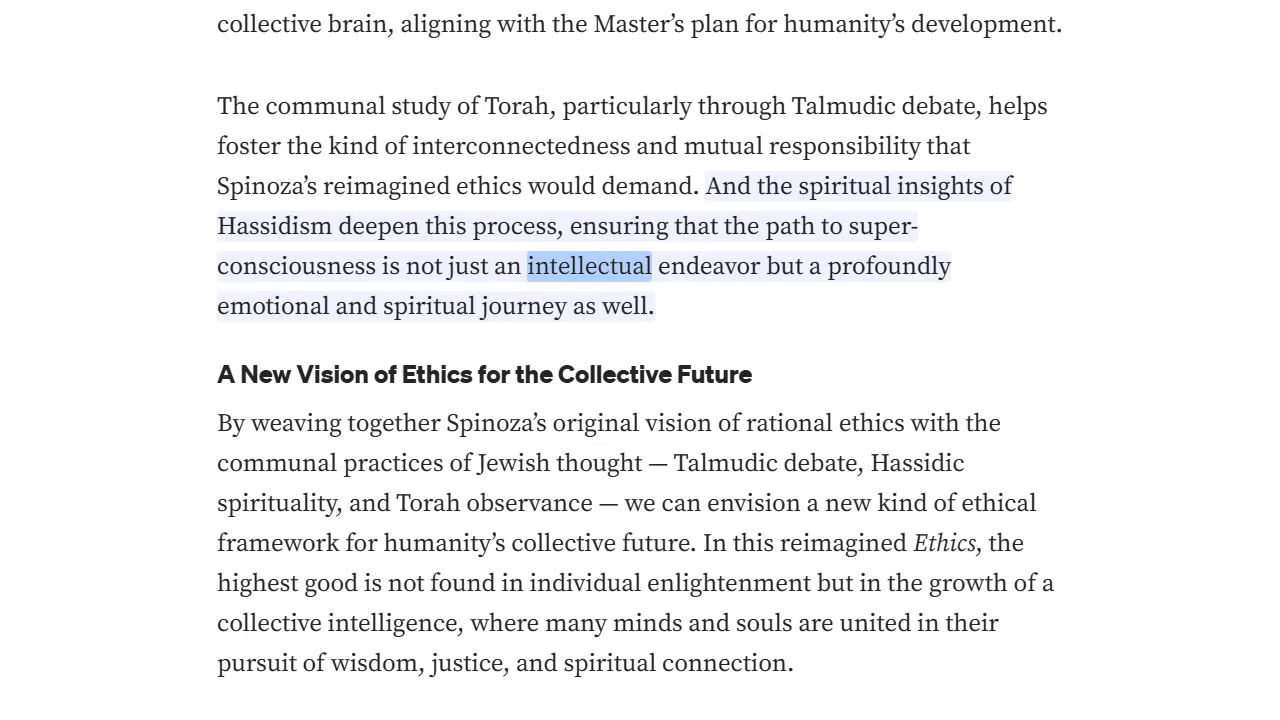 collective brain, aligning with the Master’s plan for humanity’s development.
The communal study of Torah, particularly through Talmudic debate, helps
foster the kind of interconnectedness and mutual responsibility that
Spinoza’s reimagined ethics would demand. And the spiritual insights of
Hassidism deepen this process, ensuring that the path to super-
consciousness is not just an intellectual endeavor but a profoundly
emotional and spiritual journey as well.
A New Vision of Ethics for the Collective Future
By weaving together Spinoza’s original vision of rational ethics with the
communal practices of Jewish thought — Talmudic debate, Hassidic
spirituality, and Torah observance — we can envision a new kind of ethical
framework for humanity’s collective future. In this reimagined Ethics, the
highest good is not found in individual enlightenment but in the growth of a
collective intelligence, where many minds and souls are united in their
pursuit of wisdom, justice, and spiritual connection.